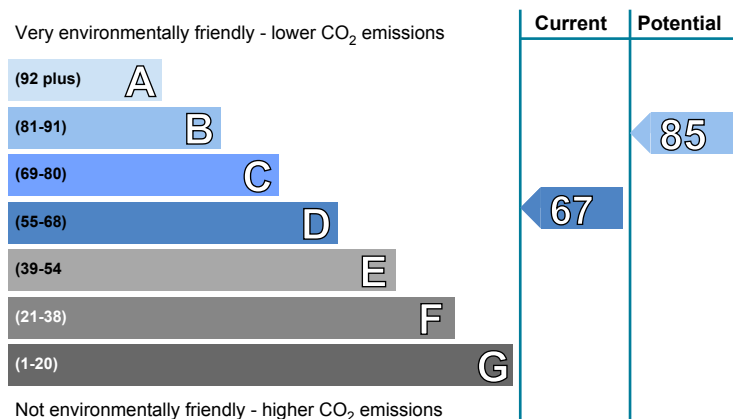 Very environmentally friendly - lower CO₂ emissions
Current
Potential
(92 plus) A
(81-91) B
(69-80) C
(55-68) D
(39-54 E
(21-38) F
(1-20) G
67
85
Not environmentally friendly - higher CO₂ emissions